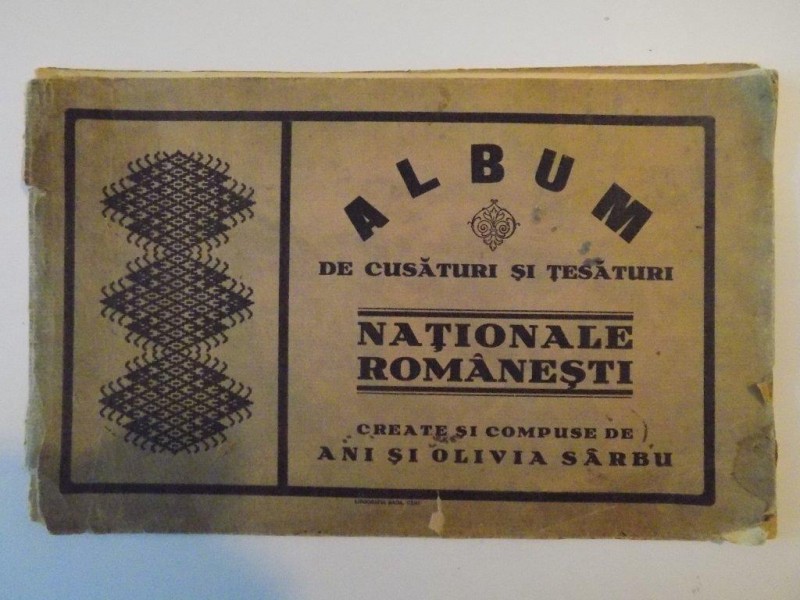 ALBUM
DE CUSĂTURI ȘI ȚESĂTURI
NAȚIONALE
ROMÂNEȘTI
CREATE ȘI COMPUSE DE
ANI ȘI OLIVIA SÂRBU